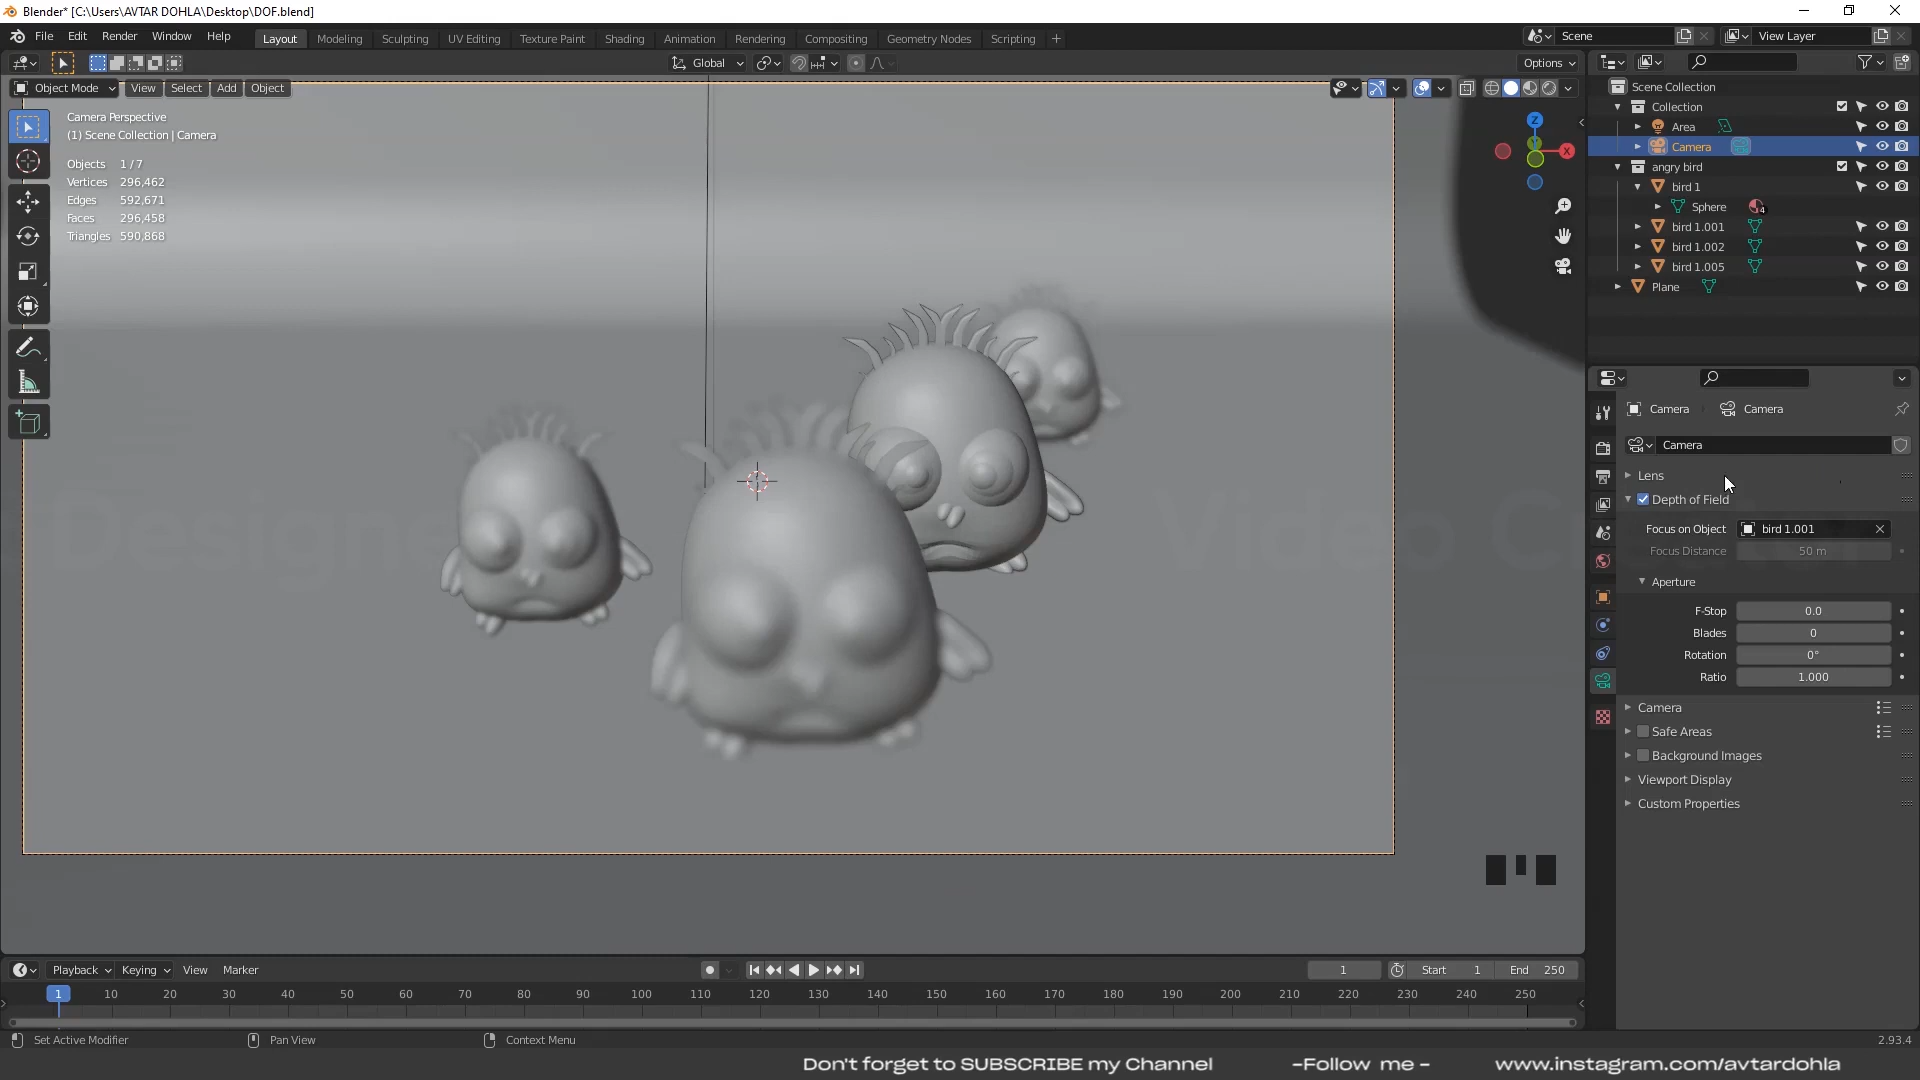 Blender* [C:\Users\AVTAR DOHLA\Desktop\DOF.blend]
File Edit Render Window Help
Layout Modeling Sculpting UV Editing Texture Paint Shading Animation Rendering Compositing Geometry Nodes Scripting +
Scene View Layer
Global Options
Object Mode View Select Add Object
Camera Perspective
(1) Scene Collection | Camera
Objects 1 / 7
Vertices 296,462
Edges 592,671
Faces 296,458
Triangles 590,868
Z
X
Scene Collection
Collection
Area
Camera
angry bird
bird 1
Sphere 4
bird 1.001
bird 1.002
bird 1.005
Plane
Camera Camera
Camera
Lens
Depth of Field
Focus on Object bird 1.001
Focus Distance 50 m
Aperture
F-Stop 0.0
Blades 0
Rotation 0°
Ratio 1.000
Camera
Safe Areas
Background Images
Viewport Display
Custom Properties
Playback Keying View Marker
1 Start 1 End 250
1 10 20 30 40 50 60 70 80 90 100 110 120 130 140 150 160 170 180 190 200 210 220 230 240 250
Set Active Modifier Pan View Context Menu 2.93.4
Don't forget to SUBSCRIBE my Channel -Follow me - www.instagram.com/avtardohla